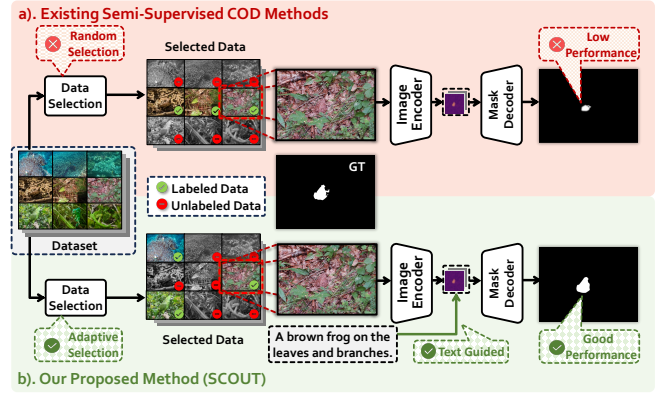 a). Existing Semi-Supervised COD Methods
Random
Selection
Selected Data
Low
Performance
Data
Selection
Image
Encoder
Mask
Decoder
GT
Labeled Data
Unlabeled Data
Dataset
Data
Selection
Image
Encoder
Mask
Decoder
Adaptive
Selection
Selected Data
A brown frog on the
leaves and branches.
Text Guided
Good
Performance
b). Our Proposed Method (SCOUT)